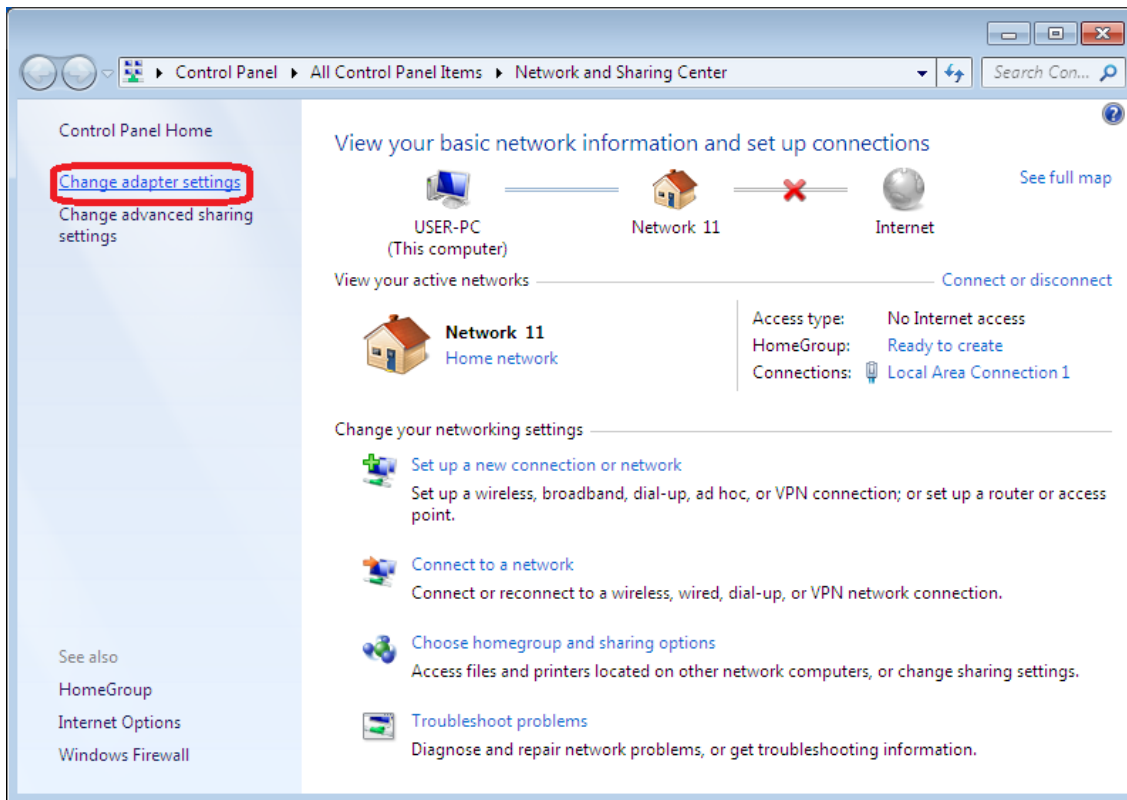 Control Panel ▸ All Control Panel Items ▸ Network and Sharing Center
Search Con...
Control Panel Home
Change adapter settings
Change advanced sharing
settings
See also
HomeGroup
Internet Options
Windows Firewall
View your basic network information and set up connections
See full map
USER-PC
(This computer)
Network 11
Internet
View your active networks
Connect or disconnect
Network 11
Home network
Access type: No Internet access
HomeGroup: Ready to create
Connections: Local Area Connection 1
Change your networking settings
Set up a new connection or network
Set up a wireless, broadband, dial-up, ad hoc, or VPN connection; or set up a router or access
point.
Connect to a network
Connect or reconnect to a wireless, wired, dial-up, or VPN network connection.
Choose homegroup and sharing options
Access files and printers located on other network computers, or change sharing settings.
Troubleshoot problems
Diagnose and repair network problems, or get troubleshooting information.